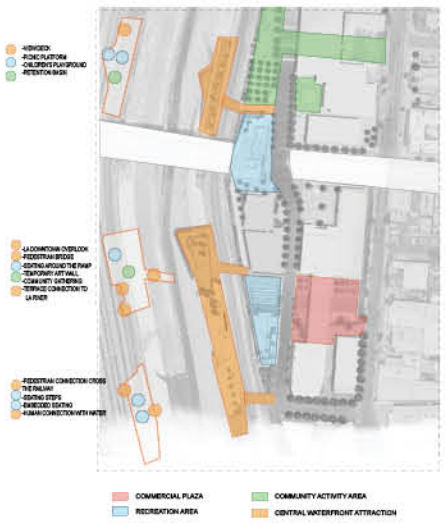 -VIEW DECK
-PICNIC PLATFORM
-CHILDREN'S PLAYGROUND
-RETENTION BASIN
-LA DOWNTOWN OVERLOOK
-PEDESTRIAN BRIDGE
-SEATING AROUND THE RAMP
-TEMPORARY ART WALL
-COMMUNITY GATHERING
-TERRACE CONNECTION TO
LA RIVER
-PEDESTRIAN CONNECTION CROSS
THE RAILWAY
-SEATING STEPS
-EMBEDDED SEATING
-HUMAN CONNECTION WITH WATER
COMMERCIAL PLAZA
COMMUNITY ACTIVITY AREA
RECREATION AREA
CENTRAL WATERFRONT ATTRACTION